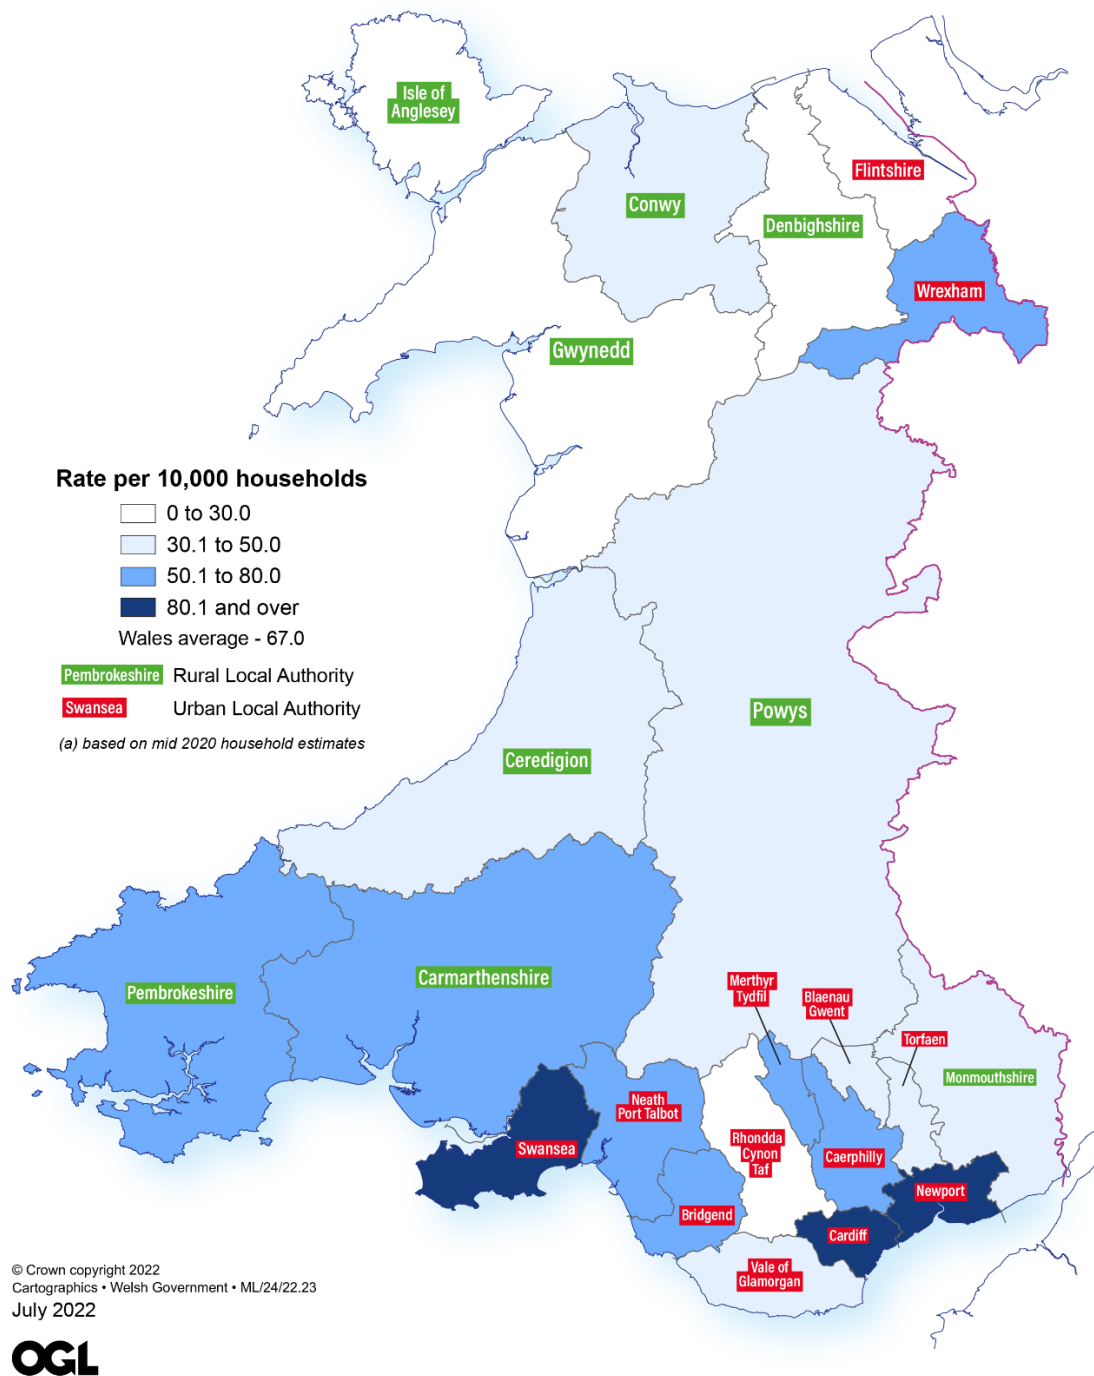 Isle of
Anglesey
Flintshire
Conwy
Denbighshire
Wrexham
Gwynedd
Rate per 10,000 households
0 to 30.0
30.1 to 50.0
50.1 to 80.0
80.1 and over
Wales average - 67.0
Pembrokeshire Rural Local Authority
Swansea Urban Local Authority
(a) based on mid 2020 household estimates
Powys
Ceredigion
Carmarthenshire
Pembrokeshire
Merthyr
Tydfil
Blaenau
Gwent
Torfaen
Monmouthshire
Neath
Port Talbot
Swansea
Rhondda
Cynon
Taf
Caerphilly
Newport
Bridgend
Cardiff
Vale of
Glamorgan
© Crown copyright 2022
Cartographics • Welsh Government • ML/24/22.23
July 2022
OGL